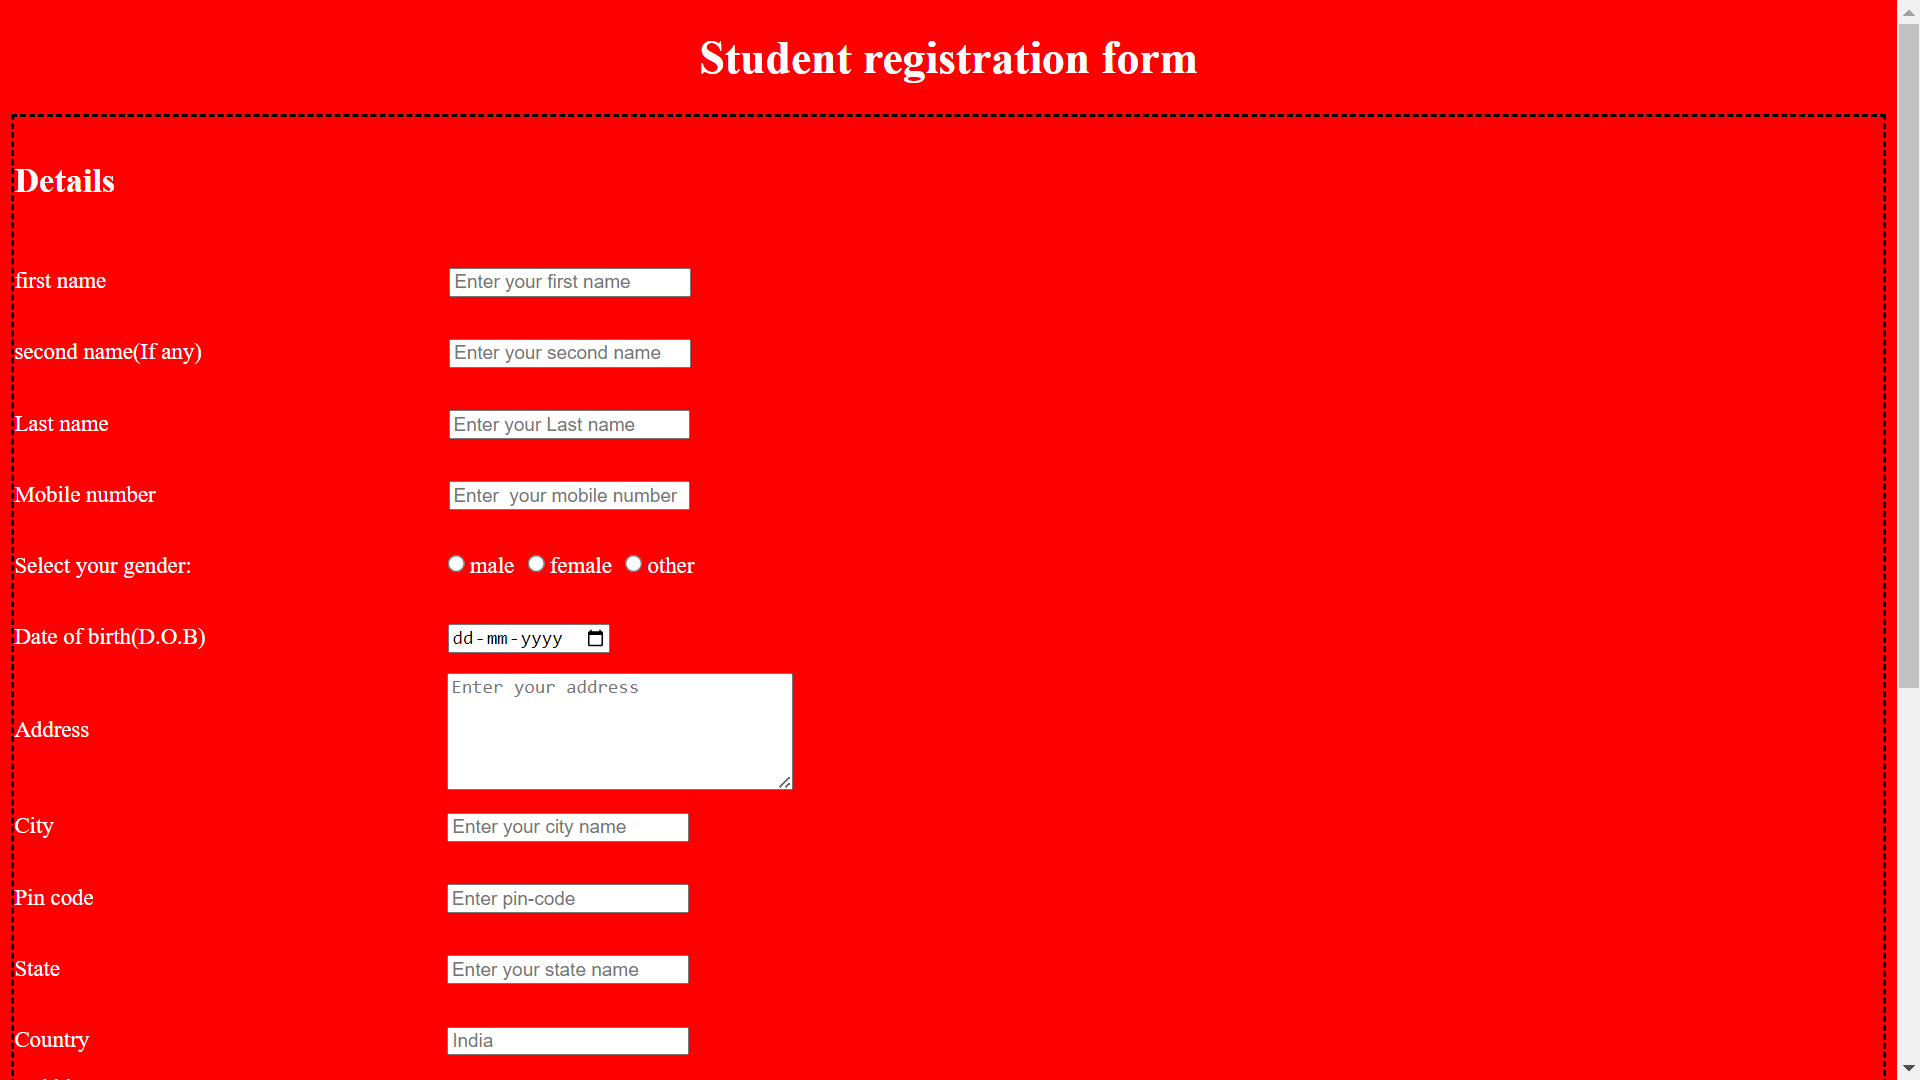 Student registration form
Details
first name Enter your first name
second name(If any) Enter your second name
Last name Enter your Last name
Mobile number Enter  your mobile number
Select your gender: male female other
Date of birth(D.O.B) dd-mm-yyyy
Address Enter your address
City Enter your city name
Pin code Enter pin-code
State Enter your state name
Country India